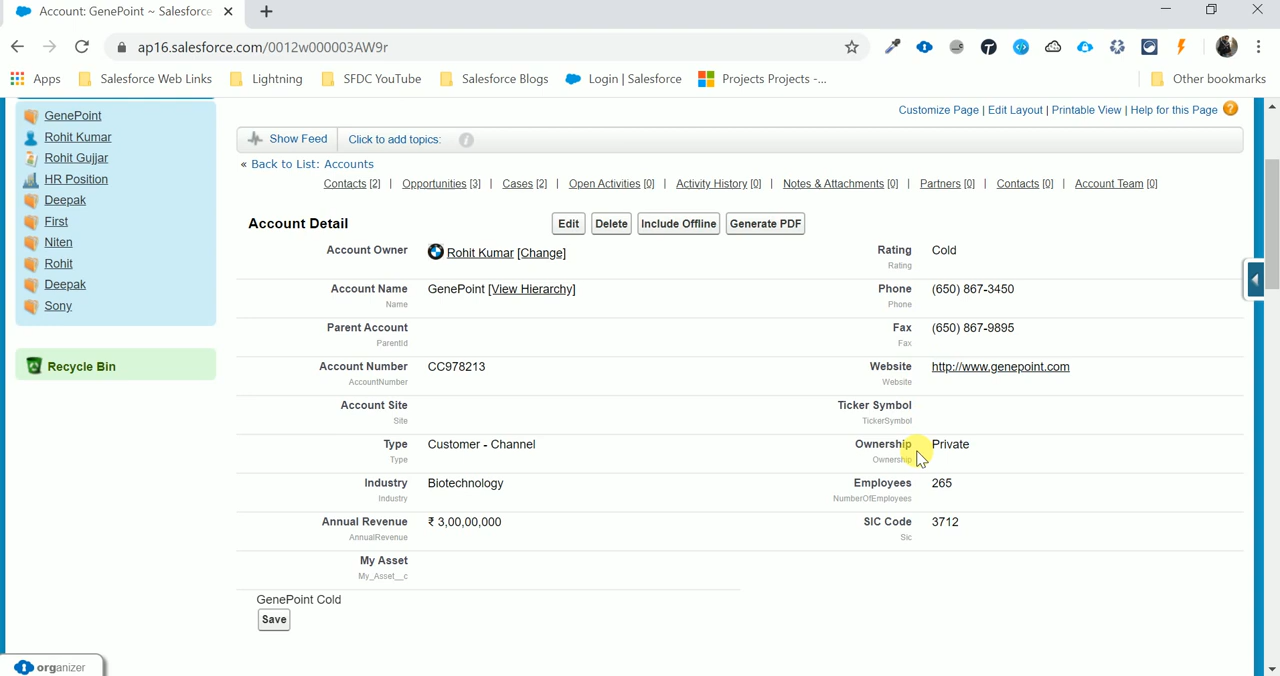 Account: GenePoint ~ Salesforce
ap16.salesforce.com/0012w000003AW9r
Apps Salesforce Web Links Lightning SFDC YouTube Salesforce Blogs Login | Salesforce Projects Projects -... Other bookmarks
GenePoint
Rohit Kumar
Rohit Gujjar
HR Position
Deepak
First
Niten
Rohit
Deepak
Sony
Recycle Bin
Customize Page | Edit Layout | Printable View | Help for this Page
Show Feed Click to add topics:
« Back to List: Accounts
Contacts [2] | Opportunities [3] | Cases [2] | Open Activities [0] | Activity History [0] | Notes & Attachments [0] | Partners [0] | Contacts [0] | Account Team [0]
Account Detail Edit Delete Include Offline Generate PDF
Account Owner Rohit Kumar [Change] Rating Cold
Rating
Account Name GenePoint [View Hierarchy] Phone (650) 867-3450
Name Phone
Parent Account Fax (650) 867-9895
ParentId Fax
Account Number CC978213 Website http://www.genepoint.com
AccountNumber Website
Account Site Ticker Symbol
Site TickerSymbol
Type Customer - Channel Ownership Private
Type Ownership
Industry Biotechnology Employees 265
Industry NumberOfEmployees
Annual Revenue ₹ 3,00,00,000 SIC Code 3712
AnnualRevenue Sic
My Asset
My_Asset__c
GenePoint Cold
Save
organizer